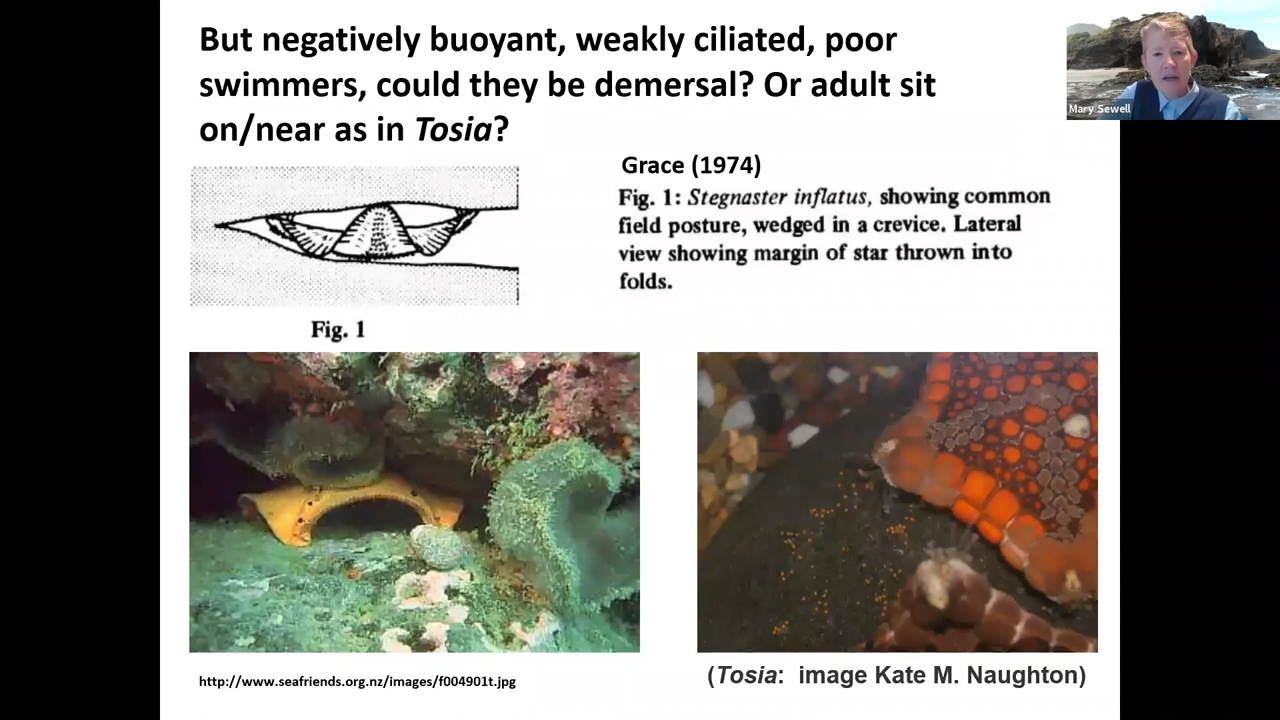 But negatively buoyant, weakly ciliated, poor
swimmers, could they be demersal? Or adult sit
on/near as in Tosia?
Mary Sewell
Grace (1974)
Fig. 1: Stegnaster inflatus, showing common
field posture, wedged in a crevice. Lateral
view showing margin of star thrown into
folds.
Fig. 1
http://www.seafriends.org.nz/images/f004901t.jpg
(Tosia: image Kate M. Naughton)